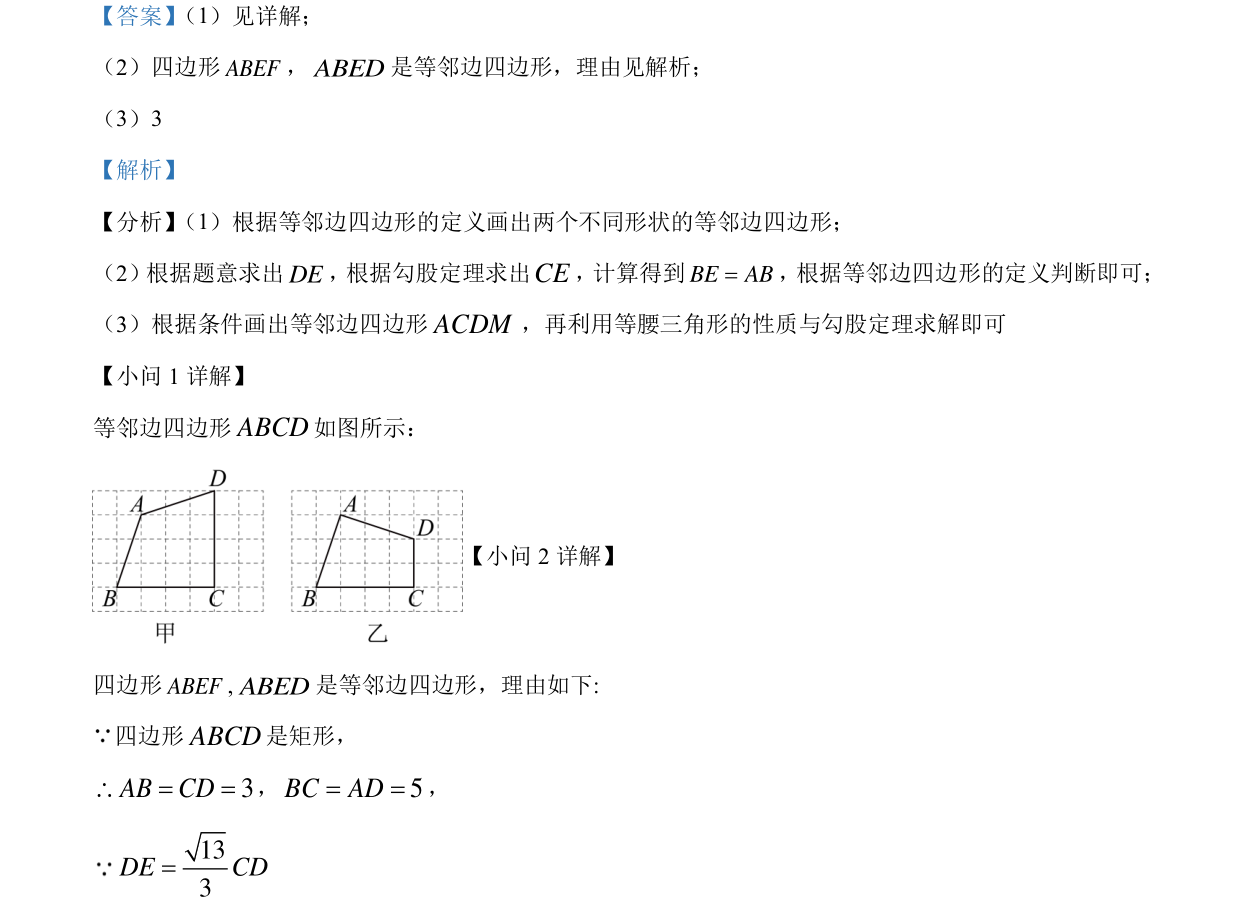 【答案】（1）见详解；
（2）四边形 ABEF ， ABED 是等邻边四边形，理由见解析；
（3）3
【解析】
【分析】（1）根据等邻边四边形的定义画出两个不同形状的等邻边四边形；
（2）根据题意求出 DE ，根据勾股定理求出 CE ，计算得到 BE = AB ，根据等邻边四边形的定义判断即可；
（3）根据条件画出等邻边四边形 ACDM ，再利用等腰三角形的性质与勾股定理求解即可
【小问 1 详解】
等邻边四边形 ABCD 如图所示：
D
A A
D
【小问 2 详解】
B C B C
甲 乙
四边形 ABEF , ABED 是等邻边四边形，理由如下:
∵四边形 ABCD 是矩形，
∴ AB = CD = 3， BC = AD = 5 ，
∵ DE = √13/3 CD